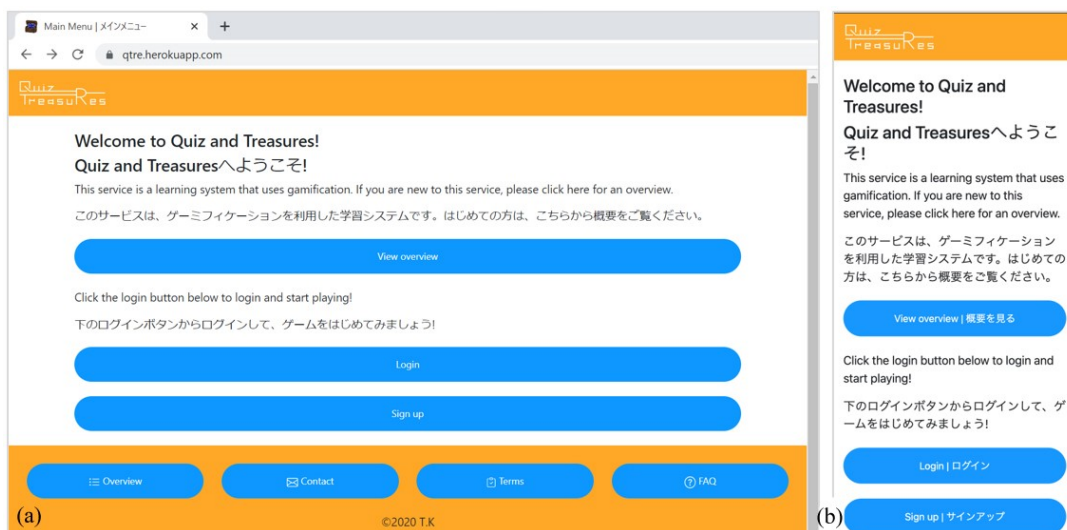 Main Menu | メインメニュー
qtre.herokuapp.com
Quiz
TreasuRes
Welcome to Quiz and Treasures!
Quiz and Treasuresへようこそ!
This service is a learning system that uses gamification. If you are new to this service, please click here for an overview.
このサービスは、ゲーミフィケーションを利用した学習システムです。はじめての方は、こちらから概要をご覧ください。
View overview
Click the login button below to login and start playing!
下のログインボタンからログインして、ゲームをはじめてみましょう!
Login
Sign up
Overview
Contact
Terms
FAQ
(a)
©2020 T.K
Quiz
TreasuRes
Welcome to Quiz and
Treasures!
Quiz and Treasuresへようこ
そ!
This service is a learning system that uses
gamification. If you are new to this
service, please click here for an overview.
このサービスは、ゲーミフィケーション
を利用した学習システムです。はじめての
方は、こちらから概要をご覧ください。
View overview | 概要を見る
Click the login button below to login and
start playing!
下のログインボタンからログインして、ゲ
ームをはじめてみましょう!
Login | ログイン
Sign up | サインアップ
(b)